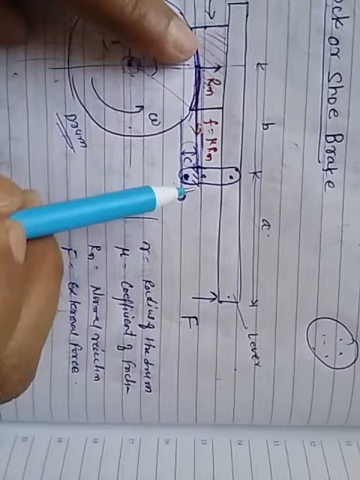 ock or Shoe Brake
b
a
Rn
f = μRn
c
ω
Drum
F
Lever
r = Radius of the drum
μ = Coefficient of friction
Rn = Normal reaction
F = External force.